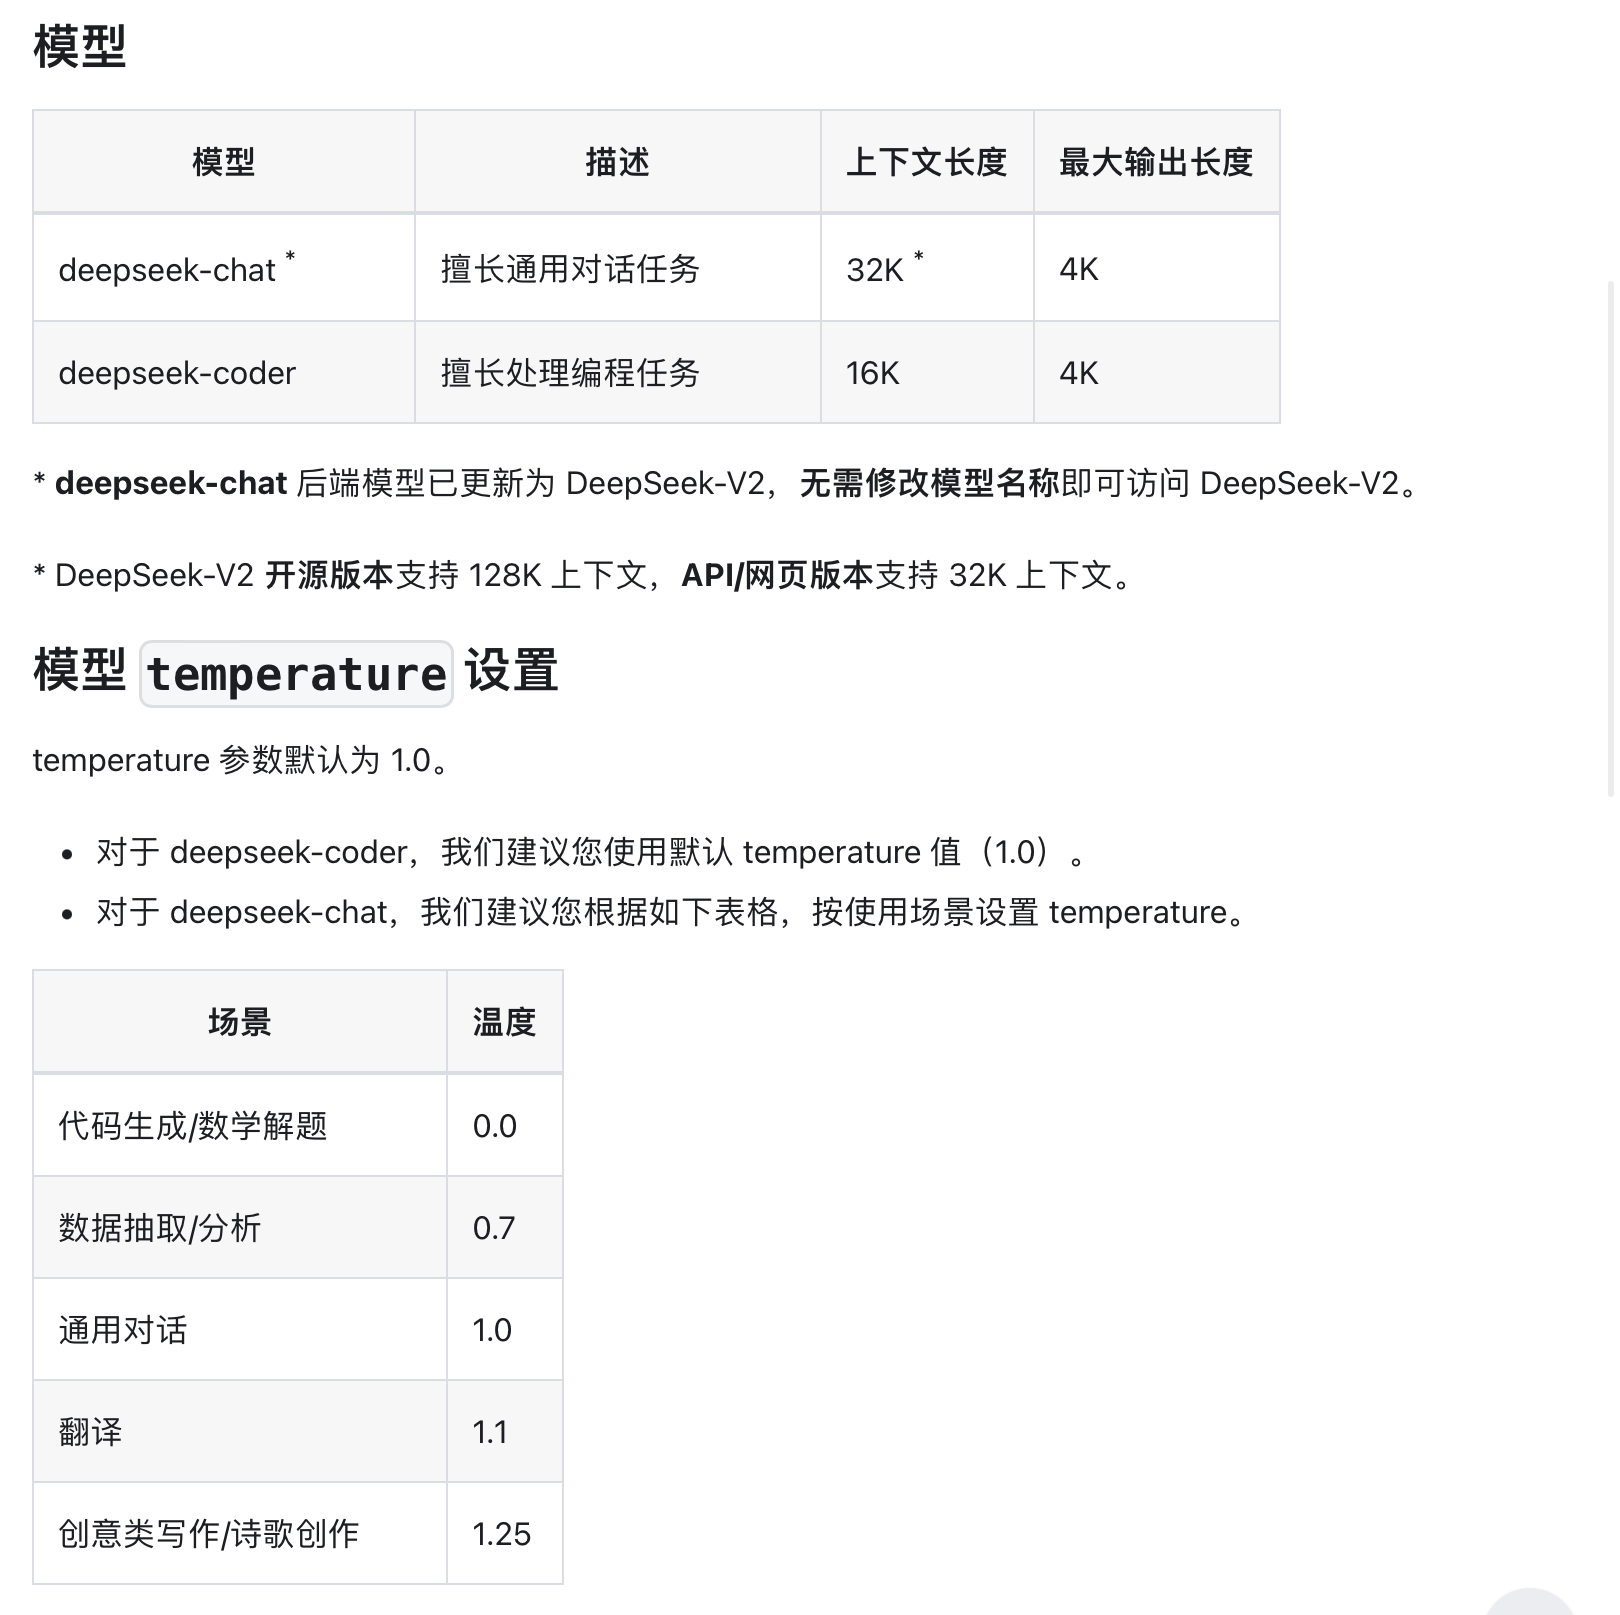 模型
模型 描述 上下文长度 最大输出长度
deepseek-chat * 擅长通用对话任务 32K * 4K
deepseek-coder 擅长处理编程任务 16K 4K
* deepseek-chat 后端模型已更新为 DeepSeek-V2，无需修改模型名称即可访问 DeepSeek-V2。
* DeepSeek-V2 开源版本支持 128K 上下文，API/网页版本支持 32K 上下文。
模型 temperature 设置
temperature 参数默认为 1.0。
• 对于 deepseek-coder，我们建议您使用默认 temperature 值（1.0）。
• 对于 deepseek-chat，我们建议您根据如下表格，按使用场景设置 temperature。
场景 温度
代码生成/数学解题 0.0
数据抽取/分析 0.7
通用对话 1.0
翻译 1.1
创意类写作/诗歌创作 1.25